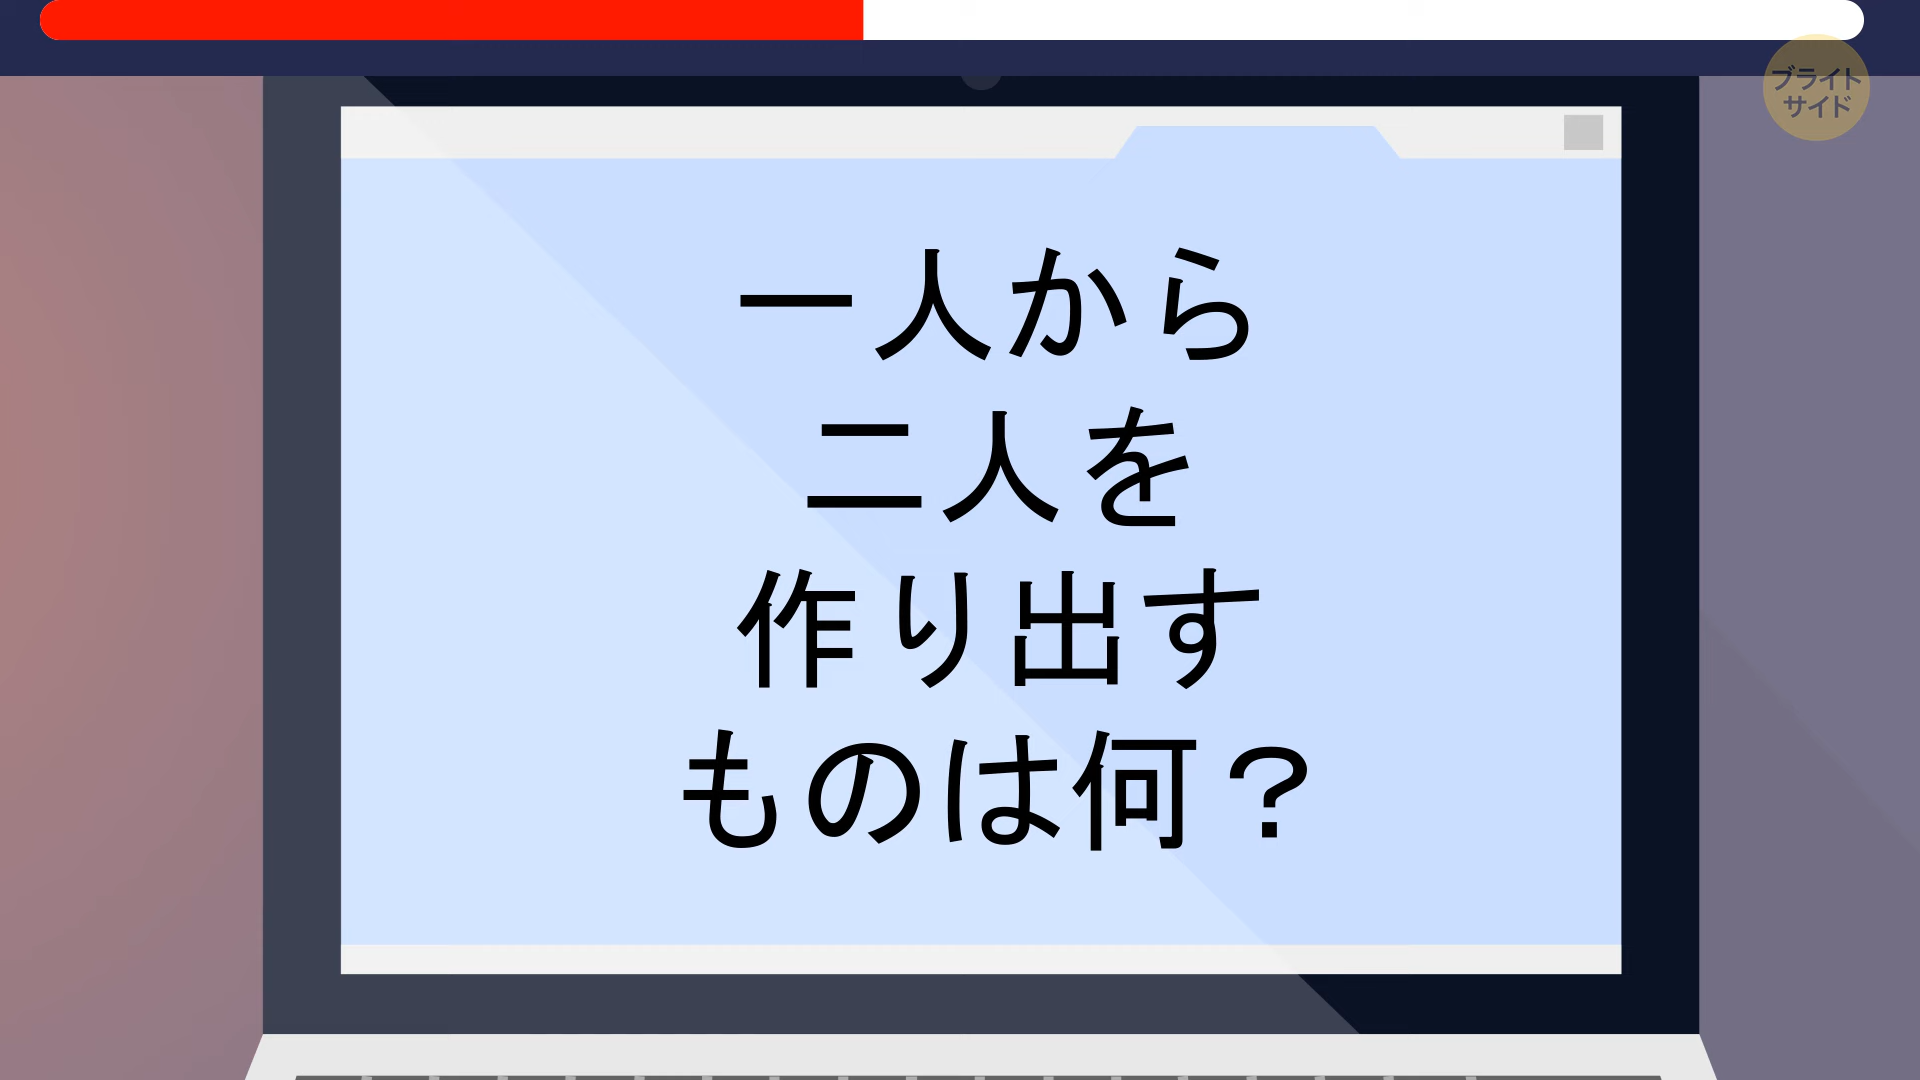 ブライト
サイド
一人から
二人を
作り出す
ものは何？